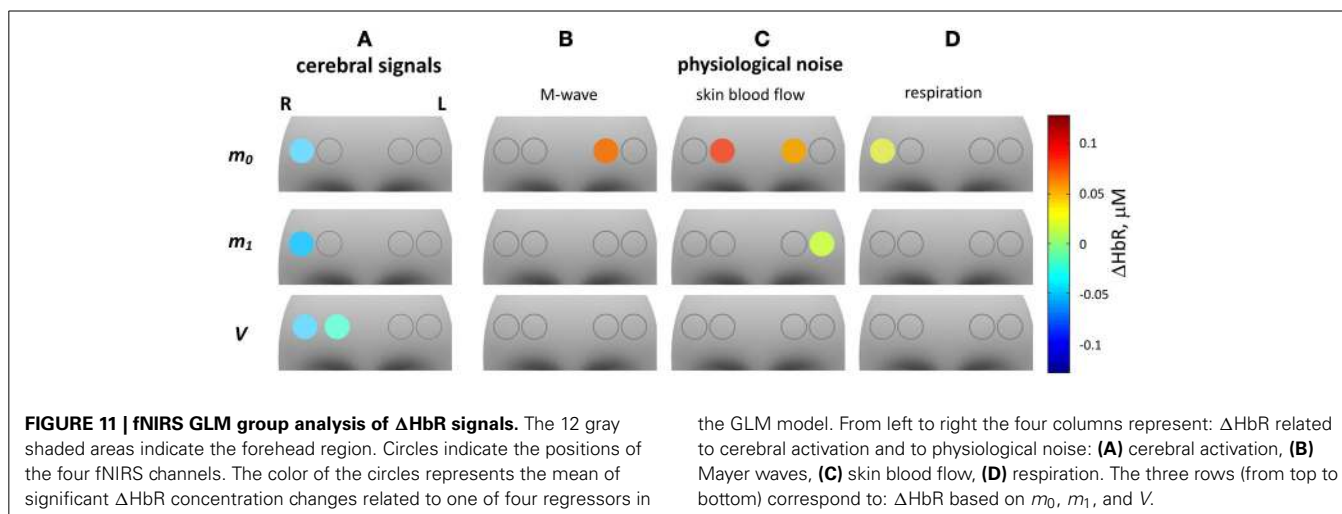 A
B
C
D
cerebral signals
physiological noise
M-wave
skin blood flow
respiration
R
L
m0
m1
V
0.1
0.05
0
-0.05
-0.1
ΔHbR, μM
FIGURE 11 | fNIRS GLM group analysis of ΔHbR signals. The 12 gray
shaded areas indicate the forehead region. Circles indicate the positions of
the four fNIRS channels. The color of the circles represents the mean of
significant ΔHbR concentration changes related to one of four regressors in
the GLM model. From left to right the four columns represent: ΔHbR related
to cerebral activation and to physiological noise: (A) cerebral activation, (B)
Mayer waves, (C) skin blood flow, (D) respiration. The three rows (from top to
bottom) correspond to: ΔHbR based on m0, m1, and V.